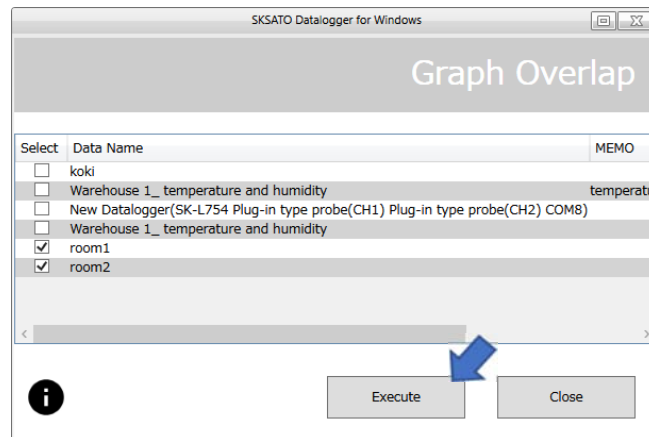 SKSATO Datalogger for Windows
Graph Overlap
Select Data Name MEMO
koki
Warehouse 1_ temperature and humidity temperatu
New Datalogger(SK-L754 Plug-in type probe(CH1) Plug-in type probe(CH2) COM8)
Warehouse 1_ temperature and humidity
room1
room2
i
Execute Close